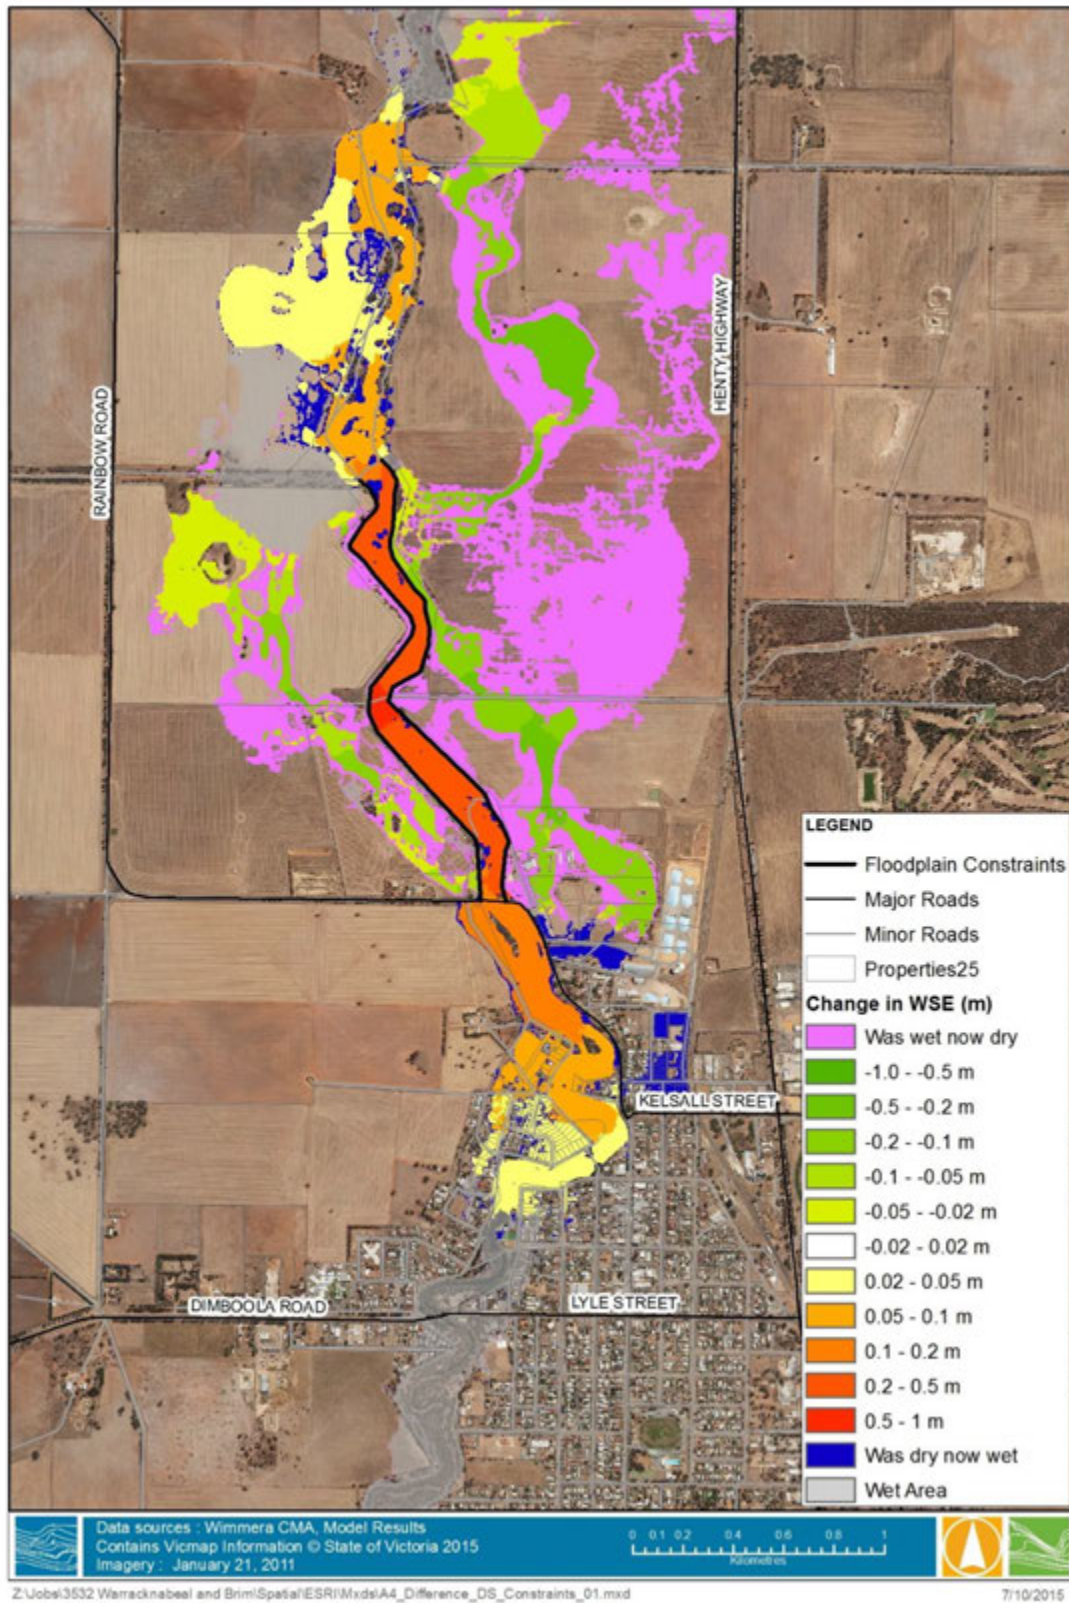 RAINBOW ROAD
HENTY HIGHWAY
KELSALL STREET
DIMBOOLA ROAD
LYLE STREET
LEGEND
Floodplain Constraints
Major Roads
Minor Roads
Properties25
Change in WSE (m)
Was wet now dry
-1.0 - -0.5 m
-0.5 - -0.2 m
-0.2 - -0.1 m
-0.1 - -0.05 m
-0.05 - -0.02 m
-0.02 - 0.02 m
0.02 - 0.05 m
0.05 - 0.1 m
0.1 - 0.2 m
0.2 - 0.5 m
0.5 - 1 m
Was dry now wet
Wet Area
Data sources : Wimmera CMA, Model Results
Contains Vicmap Information © State of Victoria 2015
Imagery : January 21, 2011
0 0.1 0.2 0.4 0.6 0.8 1
Kilometres
Z:\Jobs\3532 Warracknabeal and Brim\Spatial\ESRI\Mxds\A4_Difference_DS_Constraints_01.mxd
7/10/2015